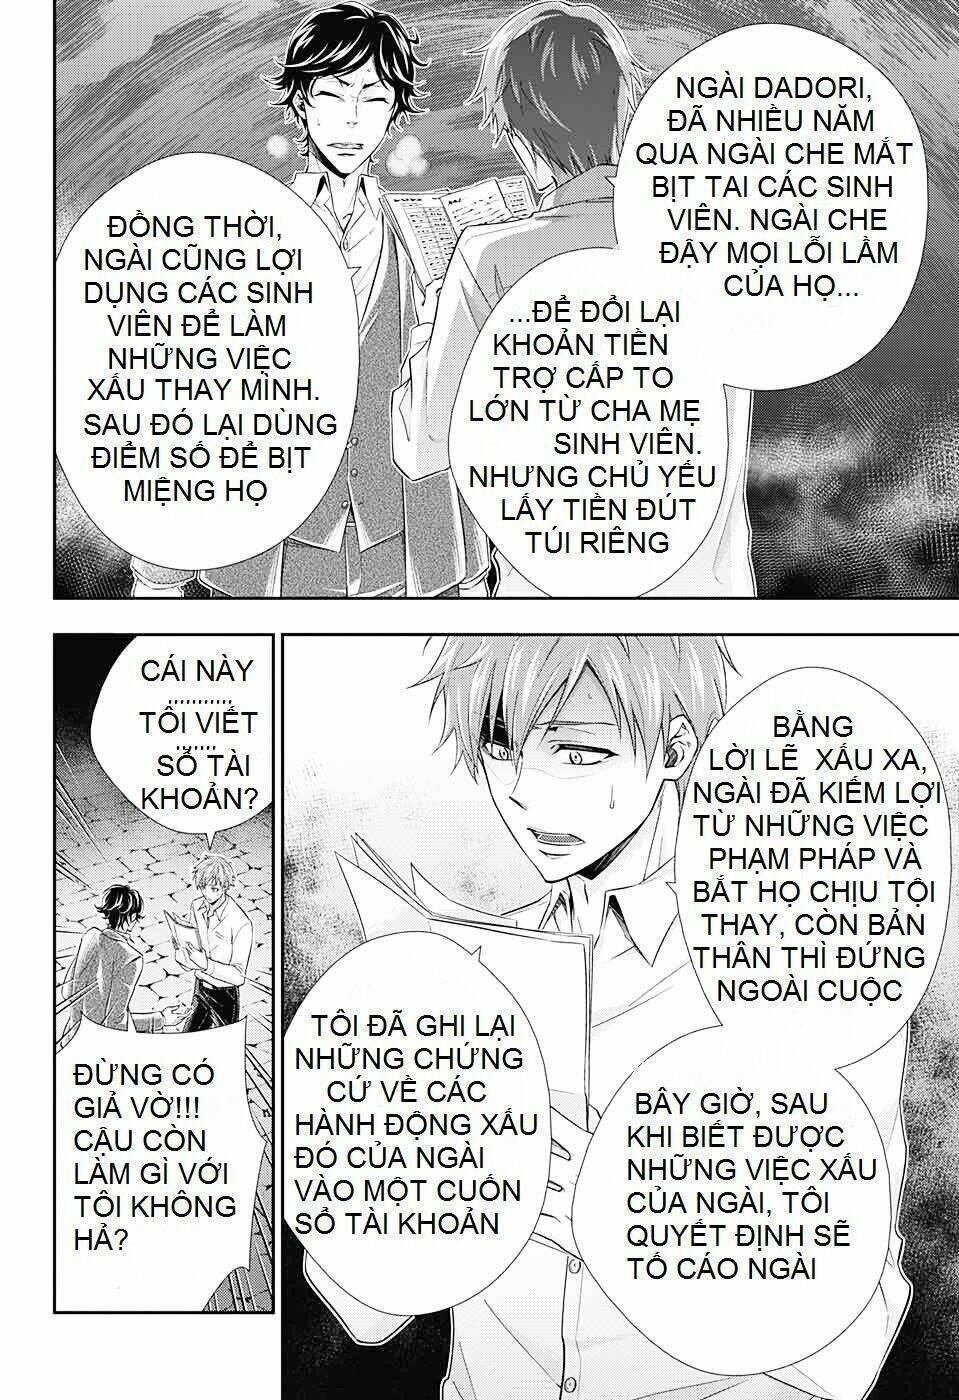 NGÀI DADORI,
ĐÃ NHIỀU NĂM
QUA NGÀI CHE MẮT
BỊT TAI CÁC SINH
VIÊN. NGÀI CHE
ĐẬY MỌI LỖI LẦM
CỦA HỌ...
...ĐỂ ĐỔI LẠI
KHOẢN TIỀN
TRỢ CẤP TO
LỚN TỪ CHA MẸ
SINH VIÊN.
NHƯNG CHỦ YẾU
LẤY TIỀN ĐÚT
TÚI RIÊNG
ĐỒNG THỜI,
NGÀI CŨNG LỢI
DỤNG CÁC SINH
VIÊN ĐỂ LÀM
NHỮNG VIỆC
XẤU THAY MÌNH.
SAU ĐÓ LẠI DÙNG
ĐIỂM SỐ ĐỂ BỊT
MIỆNG HỌ
BẰNG
LỜI LẼ XẤU XA,
NGÀI ĐÃ KIẾM LỢI
TỪ NHỮNG VIỆC
PHẠM PHÁP VÀ
BẮT HỌ CHỊU TỘI
THAY, CÒN BẢN
THÂN THÌ ĐỨNG
NGOÀI CUỘC
BÂY GIỜ, SAU
KHI BIẾT ĐƯỢC
NHỮNG VIỆC XẤU
CỦA NGÀI, TÔI
QUYẾT ĐỊNH SẼ
TỐ CÁO NGÀI
TÔI ĐÃ GHI LẠI
NHỮNG CHỨNG
CỨ VỀ CÁC
HÀNH ĐỘNG XẤU
ĐÓ CỦA NGÀI
VÀO MỘT CUỐN
SỔ TÀI KHOẢN
CÁI NÀY
...........
TÔI VIẾT
......
SỔ TÀI
KHOẢN?
ĐỪNG CÓ
GIẢ VỜ!!!
CẬU CÒN
LÀM GÌ VỚI
TÔI KHÔNG
HẢ?